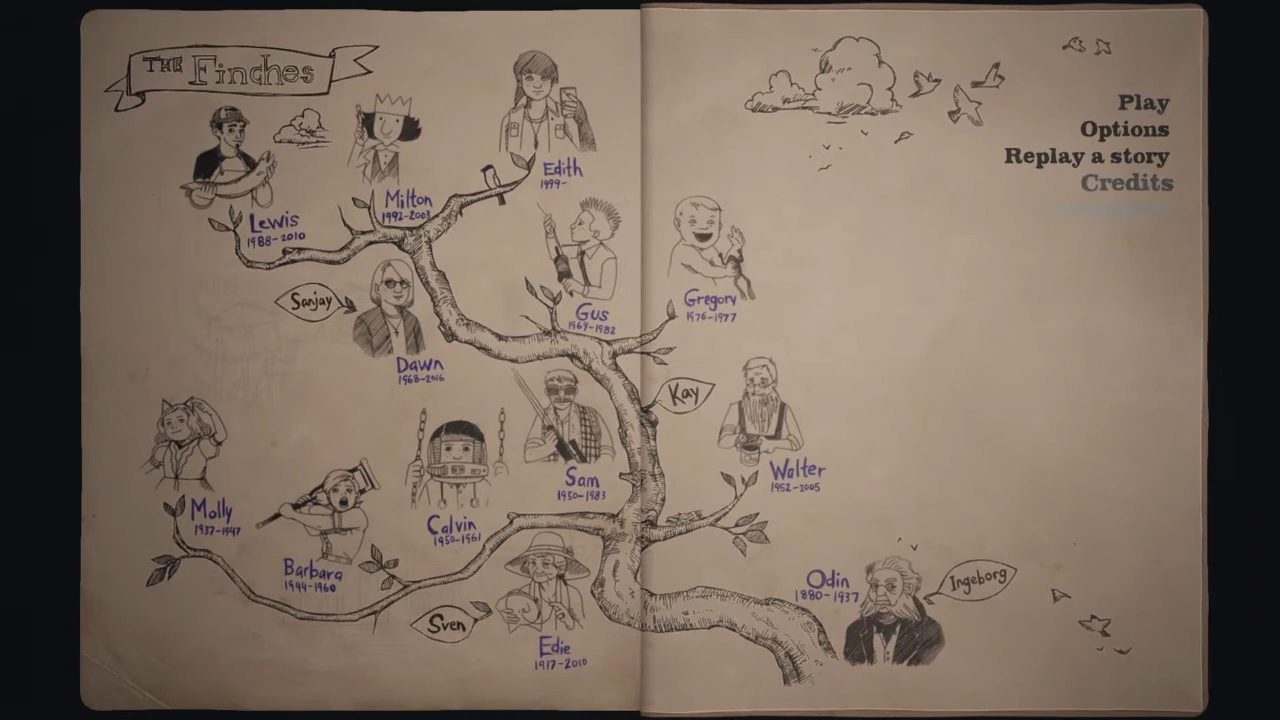 THE Finches
Edith
1999-
Milton
1992-2003
Lewis
1988-2010
Sanjay
Gus
1969-1982
Gregory
1976-1977
Dawn
1968-2016
Kay
Sam
1950-1983
Walter
1952-2005
Molly
1937-1947
Calvin
1950-1961
Barbara
1944-1960
Sven
Edie
1917-2010
Odin
1880-1937
Ingeborg
Play
Options
Replay a story
Credits